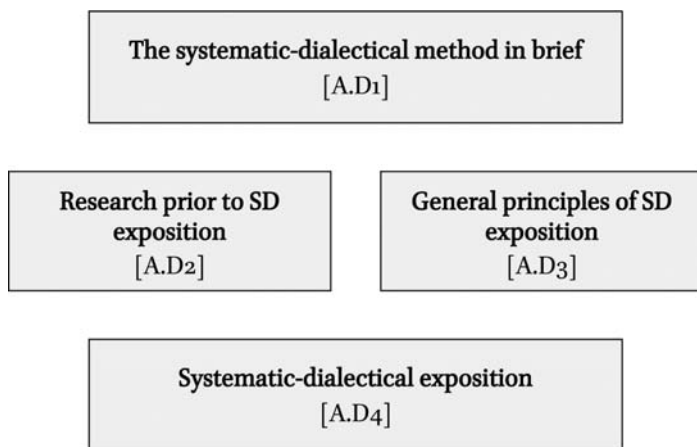 The systematic-dialectical method in brief
[A.D1]
Research prior to SD
exposition
[A.D2]
General principles of SD
exposition
[A.D3]
Systematic-dialectical exposition
[A.D4]